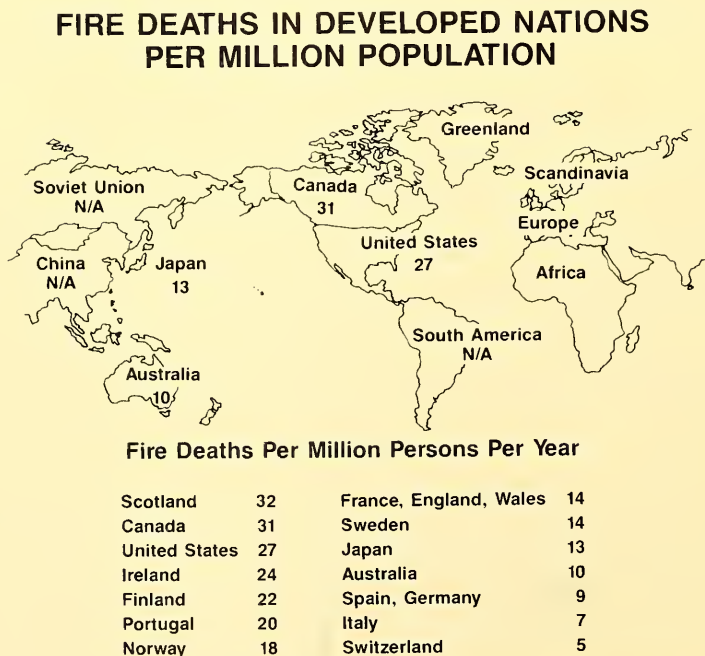 FIRE DEATHS IN DEVELOPED NATIONS
PER MILLION POPULATION
Greenland
Scandinavia
Soviet Union
N/A
Canada
31
Europe
United States
27
China
N/A
Japan
13
Africa
South America
N/A
Australia
10
Fire Deaths Per Million Persons Per Year
Scotland 32
Canada 31
United States 27
Ireland 24
Finland 22
Portugal 20
Norway 18
France, England, Wales 14
Sweden 14
Japan 13
Australia 10
Spain, Germany 9
Italy 7
Switzerland 5